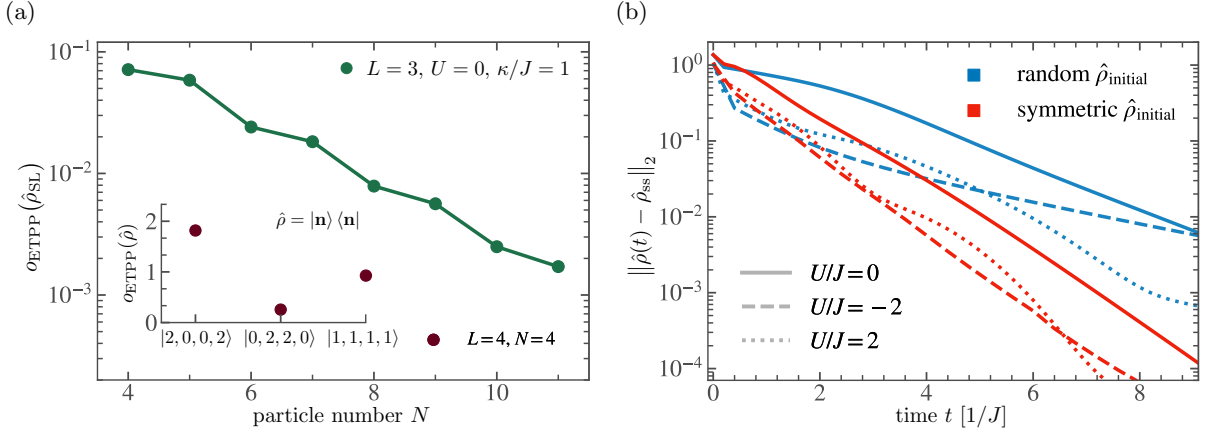 (a)
10⁻¹
10⁻²
10⁻³
o_ETPP(ρ̂_SL)
L = 3, U = 0, κ/J = 1
ρ̂ = |n⟩ ⟨n|
o_ETPP(ρ̂)
2
1
0
|2, 0, 0, 2⟩ |0, 2, 2, 0⟩ |1, 1, 1, 1⟩
L=4, N=4
4 6 8 10
particle number N
(b)
10⁰
10⁻¹
10⁻²
10⁻³
10⁻⁴
‖ρ̂(t) − ρ̂_ss‖₂
random ρ̂_initial
symmetric ρ̂_initial
U/J=0
U/J=−2
U/J=2
0 2 4 6 8
time t [1/J]